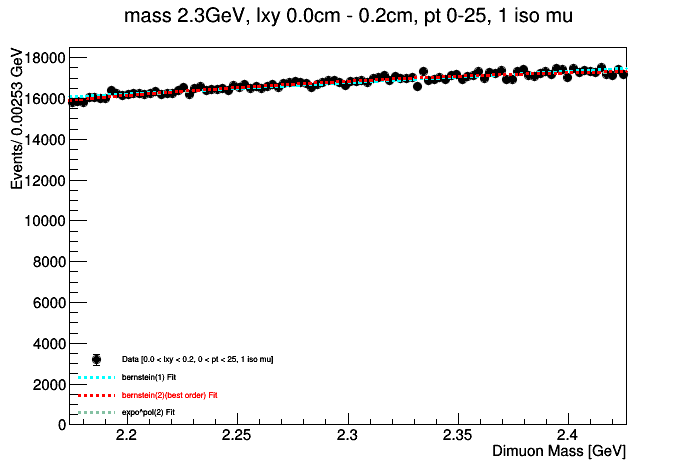 mass 2.3GeV, lxy 0.0cm - 0.2cm, pt 0-25, 1 iso mu
Events/ 0.00253 GeV
18000
16000
14000
12000
10000
8000
6000
4000
2000
0
Data [0.0 < lxy < 0.2, 0 < pt < 25, 1 iso mu]
bernstein(1) Fit
bernstein(2)(best order) Fit
expo^pol(2) Fit
2.2 2.25 2.3 2.35 2.4
Dimuon Mass [GeV]